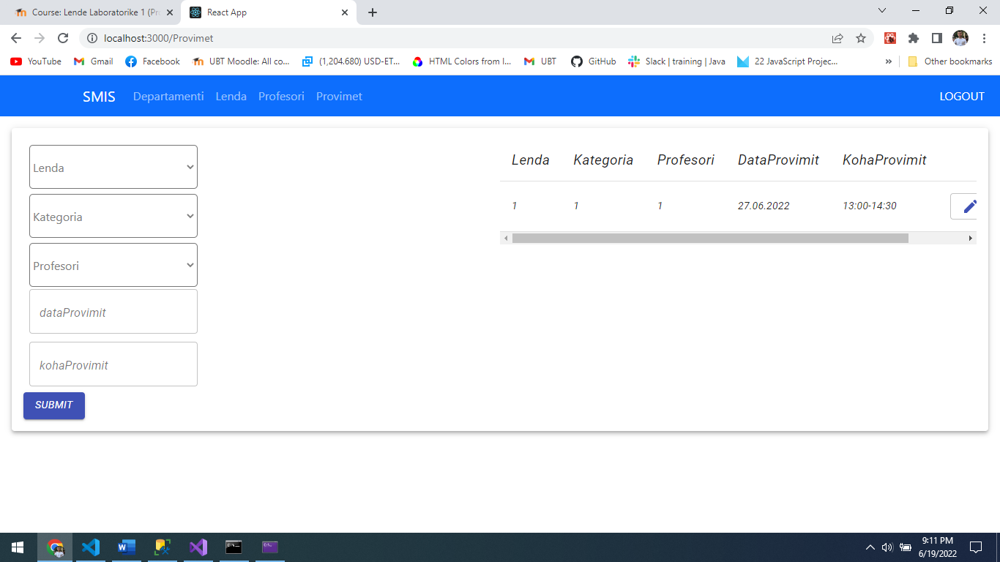 Course: Lende Laboratorike 1 (Pr
React App
localhost:3000/Provimet
YouTube
Gmail
Facebook
UBT Moodle: All co...
(1,204.680) USD-ET...
HTML Colors from I...
UBT
GitHub
Slack | training | Java
22 JavaScript Projec...
»
Other bookmarks
SMIS
Departamenti
Lenda
Profesori
Provimet
LOGOUT
Lenda
Kategoria
Profesori
dataProvimit
kohaProvimit
SUBMIT
Lenda Kategoria Profesori DataProvimit KohaProvimit
1 1 1 27.06.2022 13:00-14:30
9:11 PM
6/19/2022